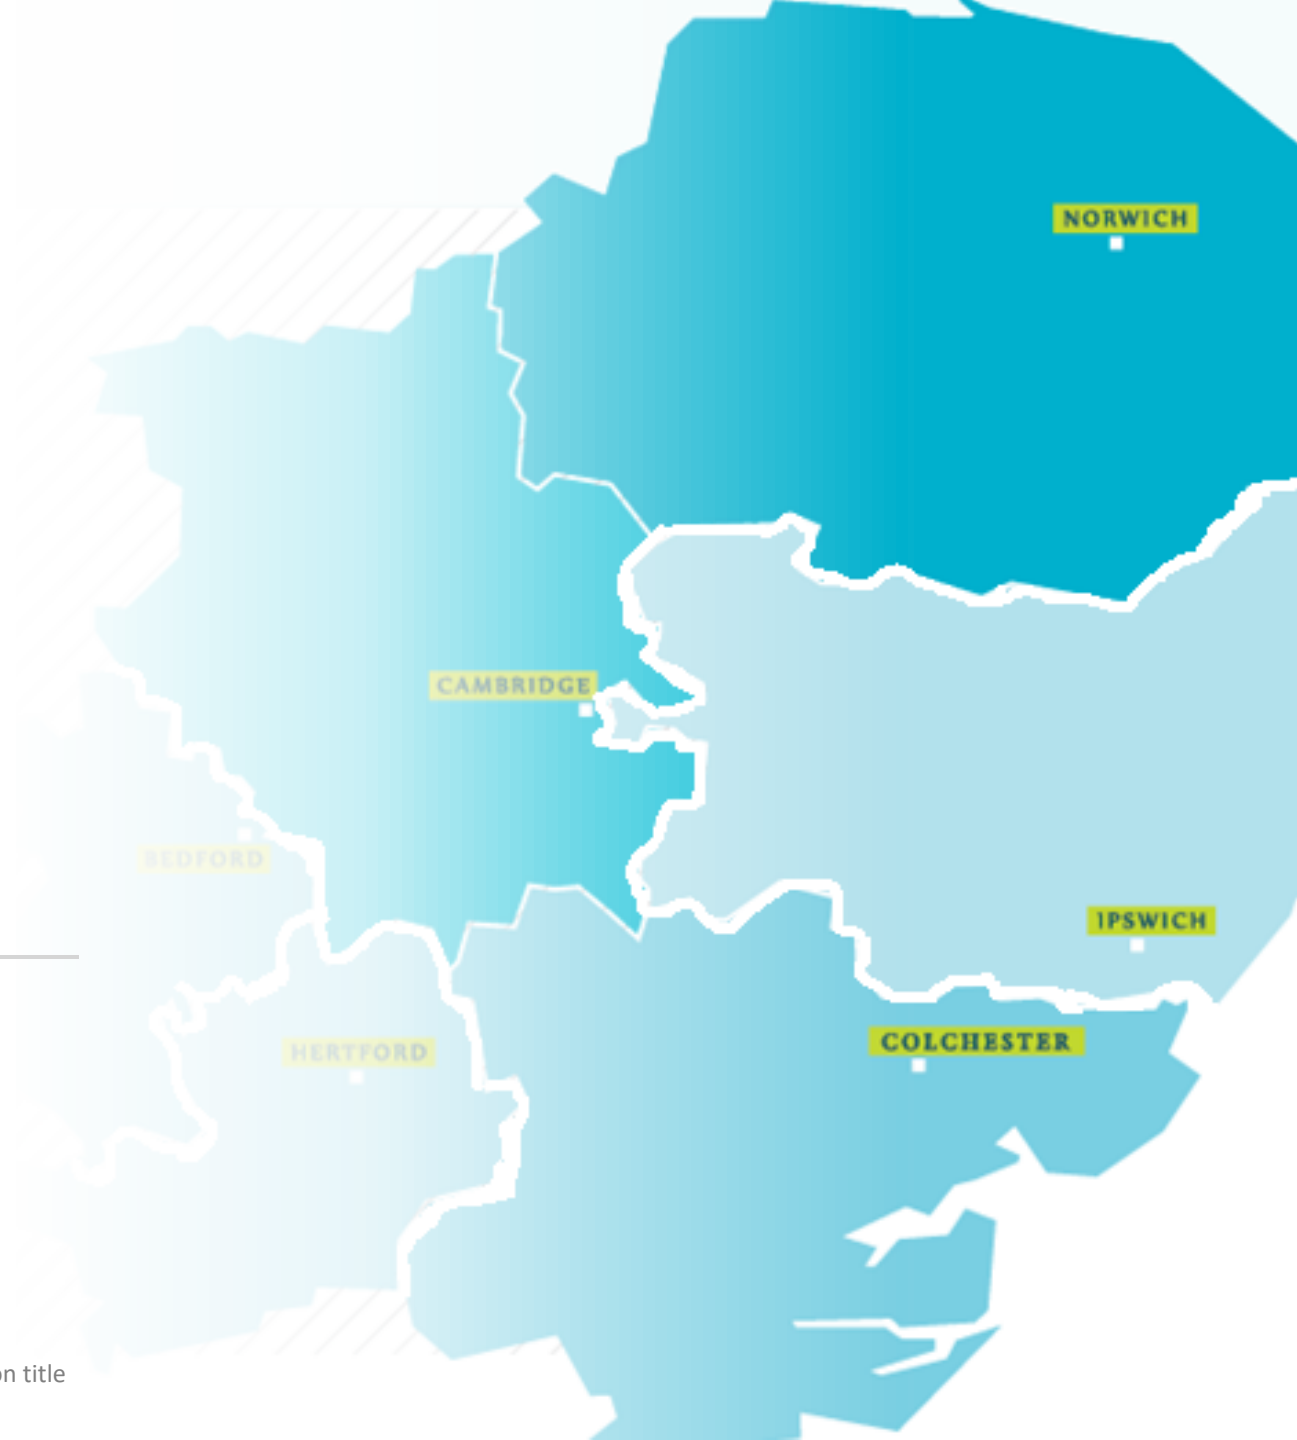 NORWICH
CAMBRIDGE
BEDFORD
IPSWICH
COLCHESTER
HERTFORD
on title